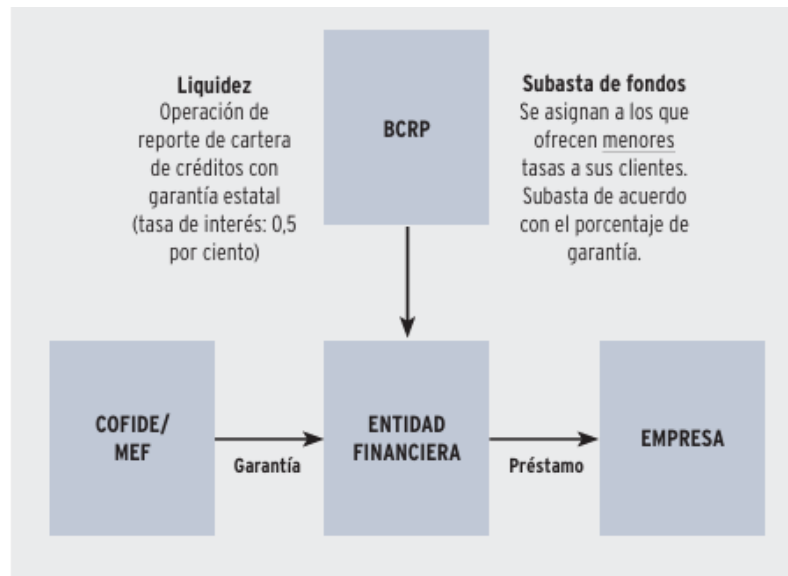 Liquidez
Operación de
reporte de cartera
de créditos con
garantía estatal
(tasa de interés: 0,5
por ciento)
BCRP
Subasta de fondos
Se asignan a los que
ofrecen menores
tasas a sus clientes.
Subasta de acuerdo
con el porcentaje de
garantía.
COFIDE/
MEF
Garantía
ENTIDAD
FINANCIERA
Préstamo
EMPRESA